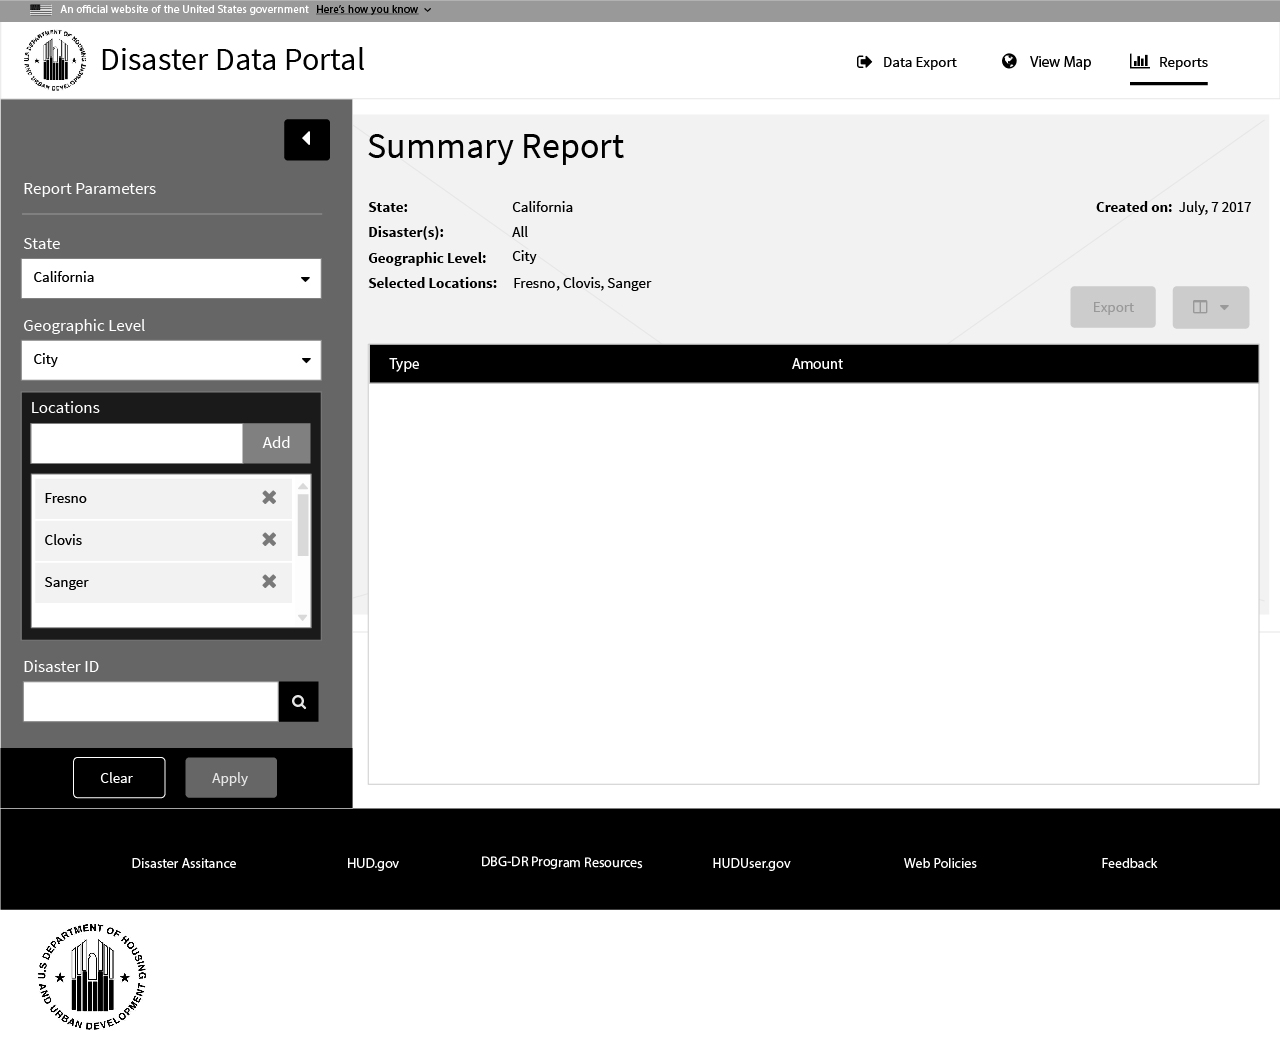 An official website of the United States government Here's how you know
U.S DEPARTMENT OF HOUSING AND URBAN DEVELOPMENT
Disaster Data Portal
Data Export
View Map
Reports
Report Parameters
State
California
Geographic Level
City
Locations
Add
Fresno
Clovis
Sanger
Disaster ID
Clear
Apply
Summary Report
State: California
Created on: July, 7 2017
Disaster(s): All
Geographic Level: City
Selected Locations: Fresno, Clovis, Sanger
Export
Type Amount
Disaster Assitance
HUD.gov
DBG-DR Program Resources
HUDUser.gov
Web Policies
Feedback
U.S DEPARTMENT OF HOUSING
AND URBAN DEVELOPMENT